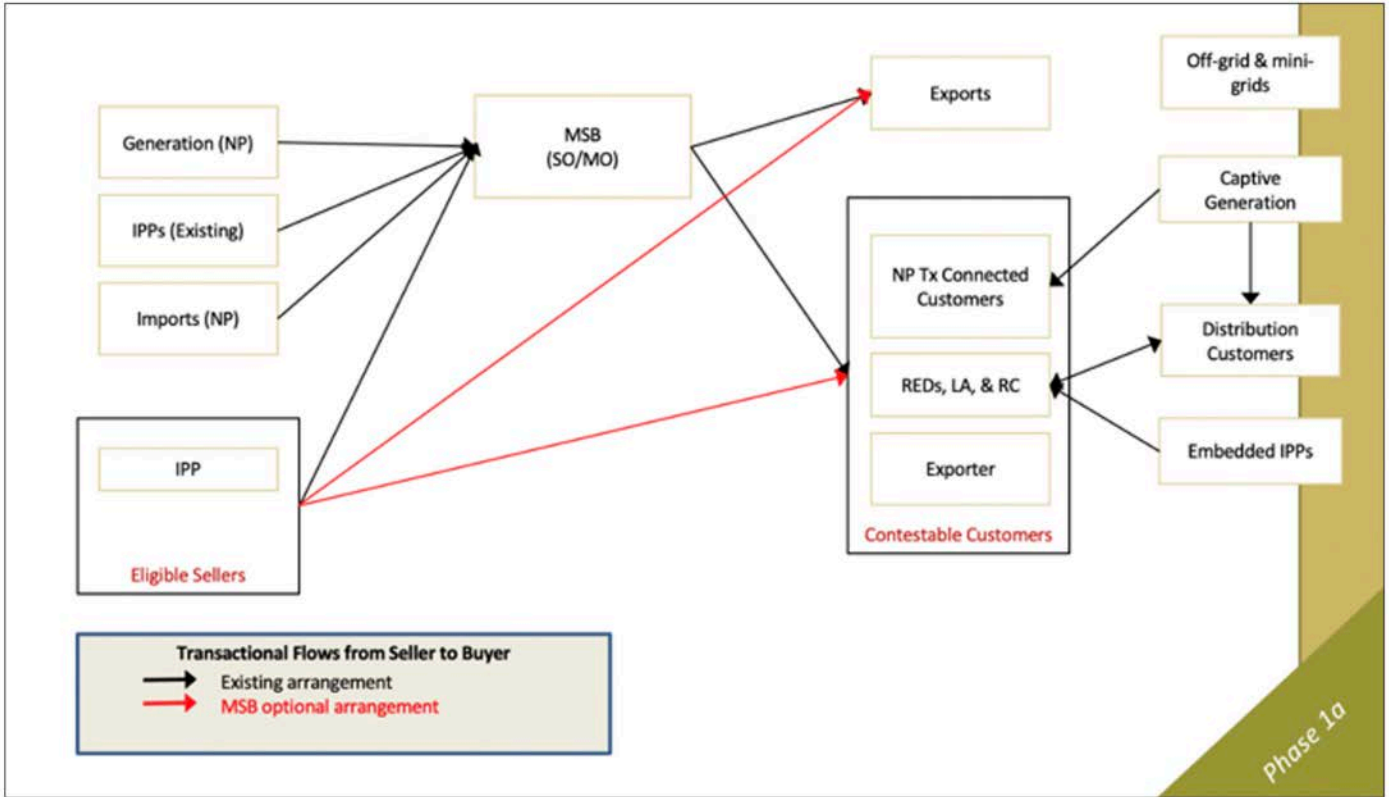 Generation (NP)
IPPs (Existing)
Imports (NP)
IPP
Eligible Sellers
MSB
(SO/MO)
Exports
NP Tx Connected
Customers
REDs, LA, & RC
Exporter
Contestable Customers
Off-grid & mini-
grids
Captive
Generation
Distribution
Customers
Embedded IPPs
Transactional Flows from Seller to Buyer
Existing arrangement
MSB optional arrangement
Phase 1a